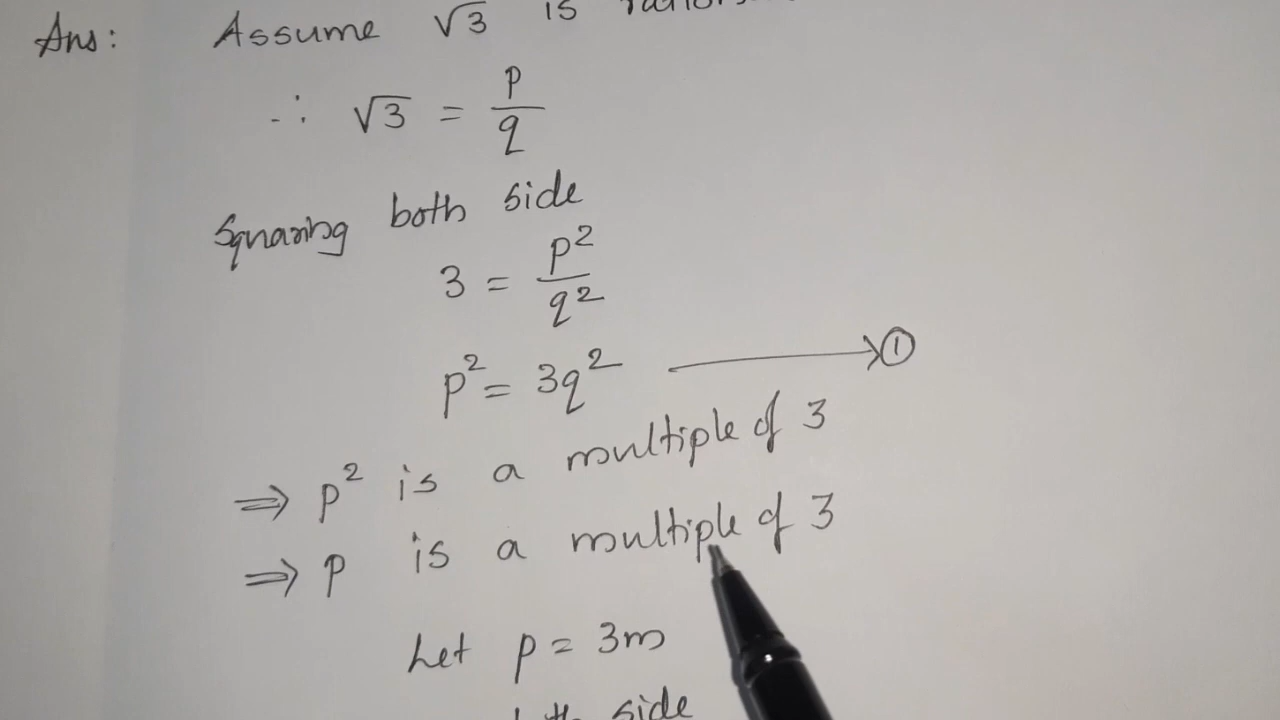 Ans: Assume √3 is
∴ √3 = p/q
Squaring both side
3 = p²/q²
p² = 3q² ⟶ ①
⇒ p² is a multiple of 3
⇒ p is a multiple of 3
Let p = 3m
side